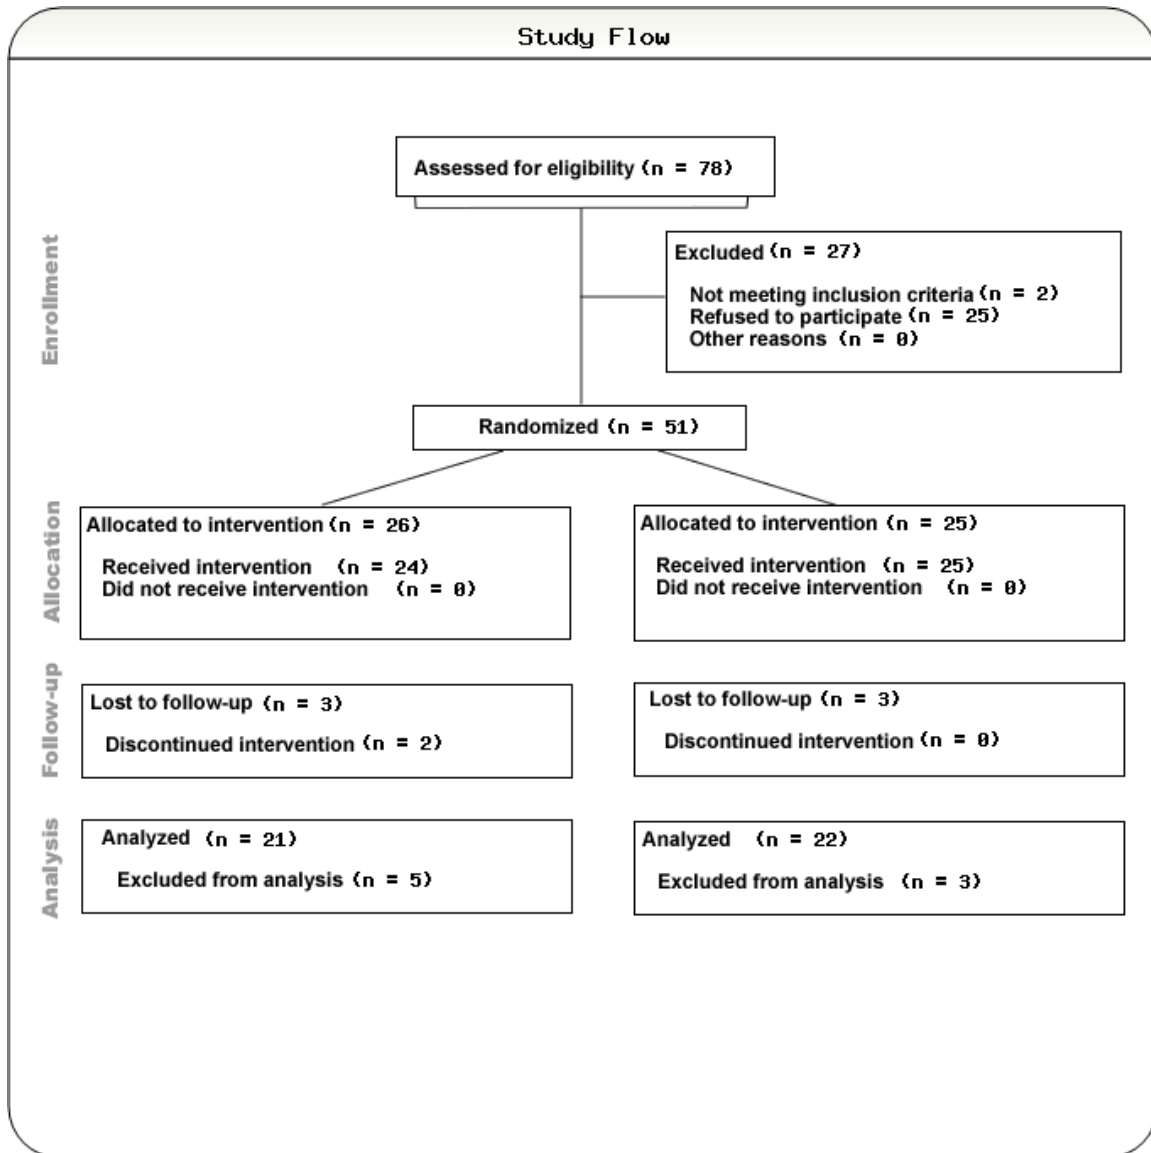 Study Flow
Enrollment
Assessed for eligibility (n = 78)
Excluded (n = 27)
Not meeting inclusion criteria (n = 2)
Refused to participate (n = 25)
Other reasons (n = 0)
Randomized (n = 51)
Allocation
Allocated to intervention (n = 26)
Received intervention (n = 24)
Did not receive intervention (n = 0)
Allocated to intervention (n = 25)
Received intervention (n = 25)
Did not receive intervention (n = 0)
Follow-up
Lost to follow-up (n = 3)
Discontinued intervention (n = 2)
Lost to follow-up (n = 3)
Discontinued intervention (n = 0)
Analysis
Analyzed (n = 21)
Excluded from analysis (n = 5)
Analyzed (n = 22)
Excluded from analysis (n = 3)